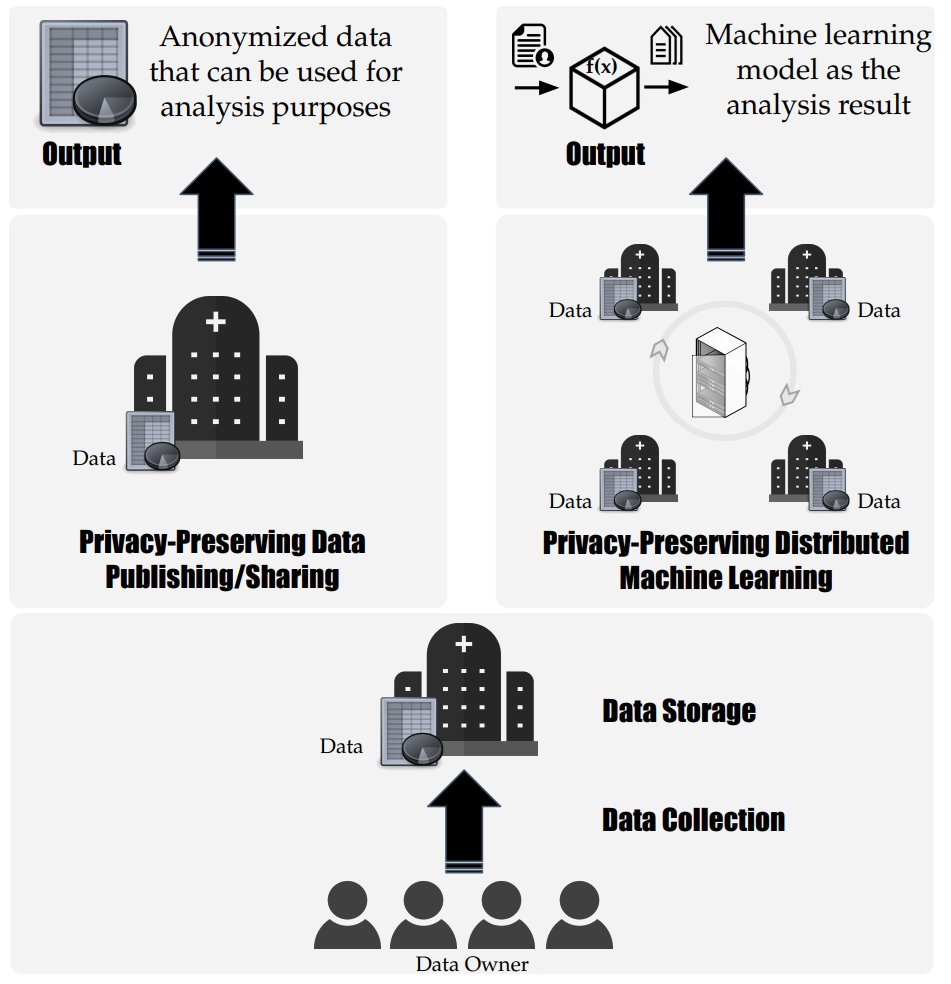 Anonymized data
that can be used for
analysis purposes
Output
f(x)
Machine learning
model as the
analysis result
Output
Data
Privacy-Preserving Data
Publishing/Sharing
Data
Data
Data
Data
Privacy-Preserving Distributed
Machine Learning
Data
Data Storage
Data Collection
Data Owner